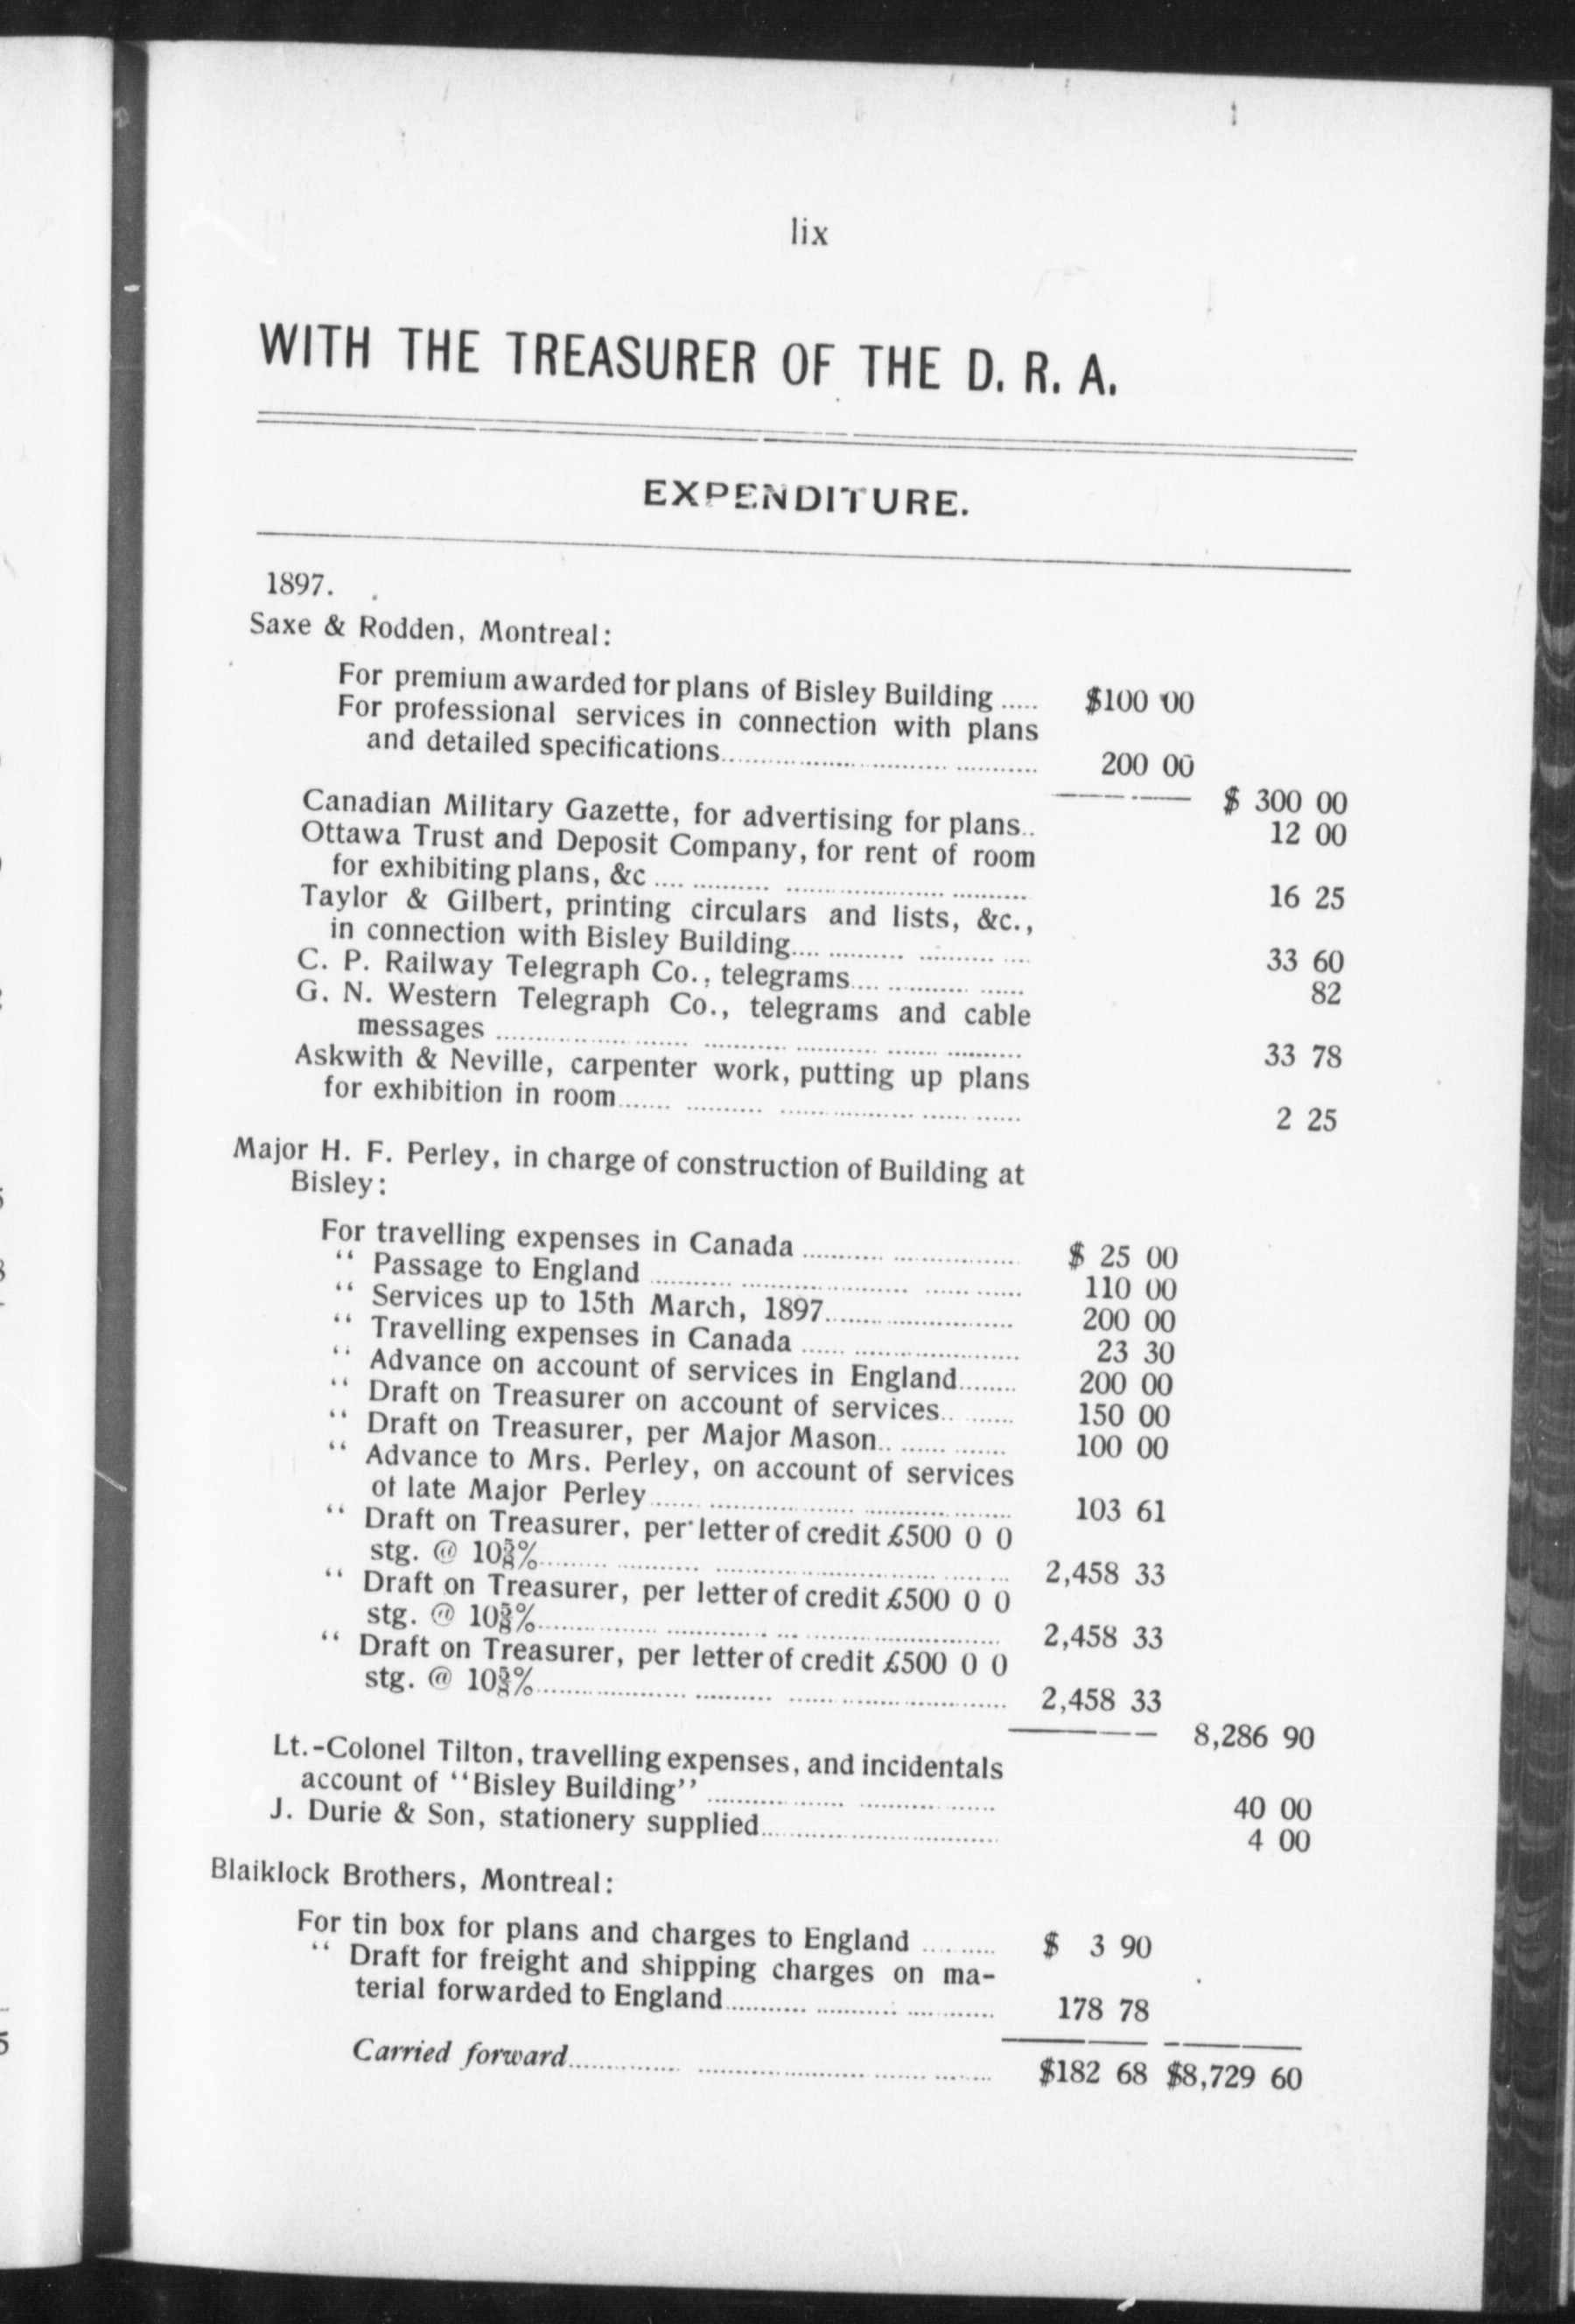 lix
WITH THE TREASURER OF THE D. R. A.
EXPENDITURE.
1897.
Saxe & Rodden, Montreal:
For premium awarded for plans of Bisley Building ..... $100 00
For professional services in connection with plans
and detailed specifications.......... 200 00
$ 300 00
Canadian Military Gazette, for advertising for plans.. 12 00
Ottawa Trust and Deposit Company, for rent of room
for exhibiting plans, &c .......... 16 25
Taylor & Gilbert, printing circulars and lists, &c.,
in connection with Bisley Building.......... 33 60
C. P. Railway Telegraph Co., telegrams.......... 82
G. N. Western Telegraph Co., telegrams and cable
messages .......... 33 78
Askwith & Neville, carpenter work, putting up plans
for exhibition in room.......... 2 25
Major H. F. Perley, in charge of construction of Building at
Bisley:
For travelling expenses in Canada .......... $ 25 00
“ Passage to England .......... 110 00
“ Services up to 15th March, 1897.......... 200 00
“ Travelling expenses in Canada .......... 23 30
“ Advance on account of services in England........ 200 00
“ Draft on Treasurer on account of services.......... 150 00
“ Draft on Treasurer, per Major Mason.......... 100 00
“ Advance to Mrs. Perley, on account of services
of late Major Perley.......... 103 61
“ Draft on Treasurer, per letter of credit £500 0 0
stg. @ 10⅜%.......... 2,458 33
“ Draft on Treasurer, per letter of credit £500 0 0
stg. @ 10⅝%.......... 2,458 33
“ Draft on Treasurer, per letter of credit £500 0 0
stg. @ 10⅝%.......... 2,458 33
8,286 90
Lt.-Colonel Tilton, travelling expenses, and incidentals
account of “Bisley Building” .......... 40 00
J. Durie & Son, stationery supplied.......... 4 00
Blaiklock Brothers, Montreal:
For tin box for plans and charges to England ......... $ 3 90
“ Draft for freight and shipping charges on ma-
terial forwarded to England.......... 178 78
Carried forward.......... $182 68 $8,729 60